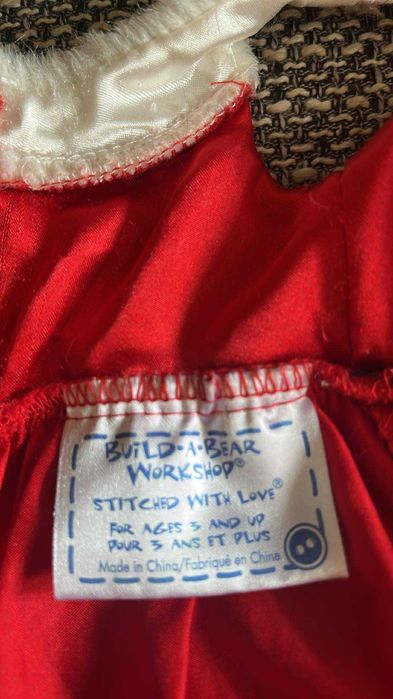 BUILD-A-BEAR
WORKSHOP®
STITCHED WITH LOVE®
FOR AGES 3 AND UP
POUR 3 ANS ET PLUS
Made in China/Fabriqué en Chine